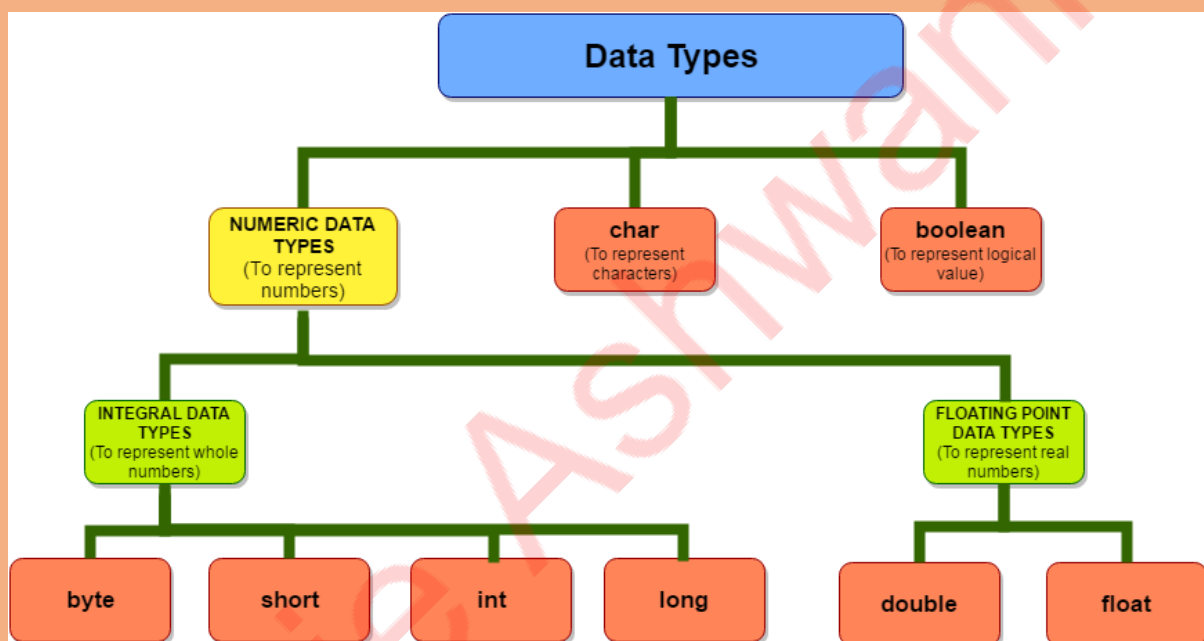 Data Types
NUMERIC DATA
TYPES
(To represent
numbers)
char
(To represent
characters)
boolean
(To represent logical
value)
INTEGRAL DATA
TYPES
(To represent whole
numbers)
FLOATING POINT
DATA TYPES
(To represent real
numbers)
byte
short
int
long
double
float